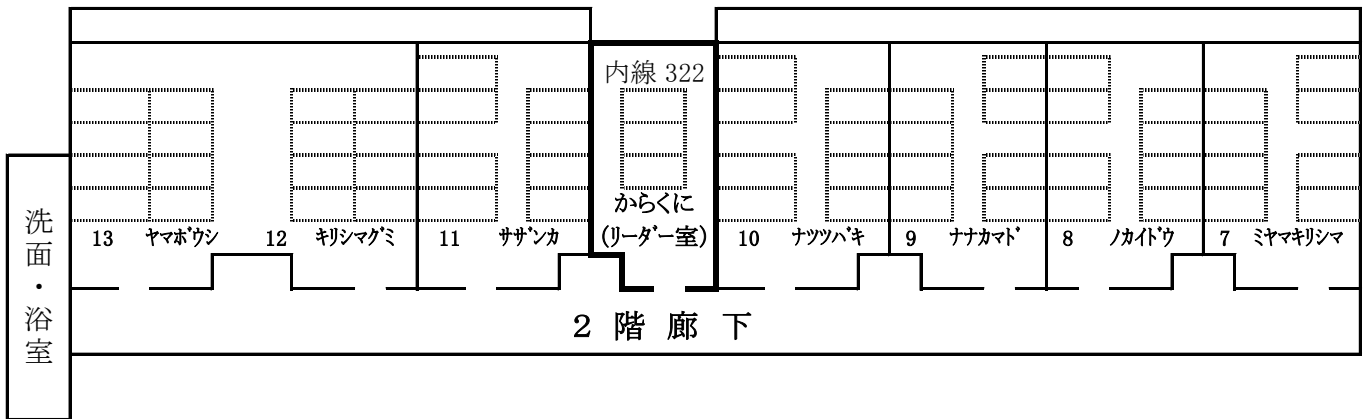 内線 322
からくに
(リーダー室)
13 ヤマボウシ
12 キリシマグミ
11 サザンカ
10 ナツツバキ
9 ナナカマド
8 ノカイドウ
7 ミヤマキリシマ
洗面・浴室
2階廊下